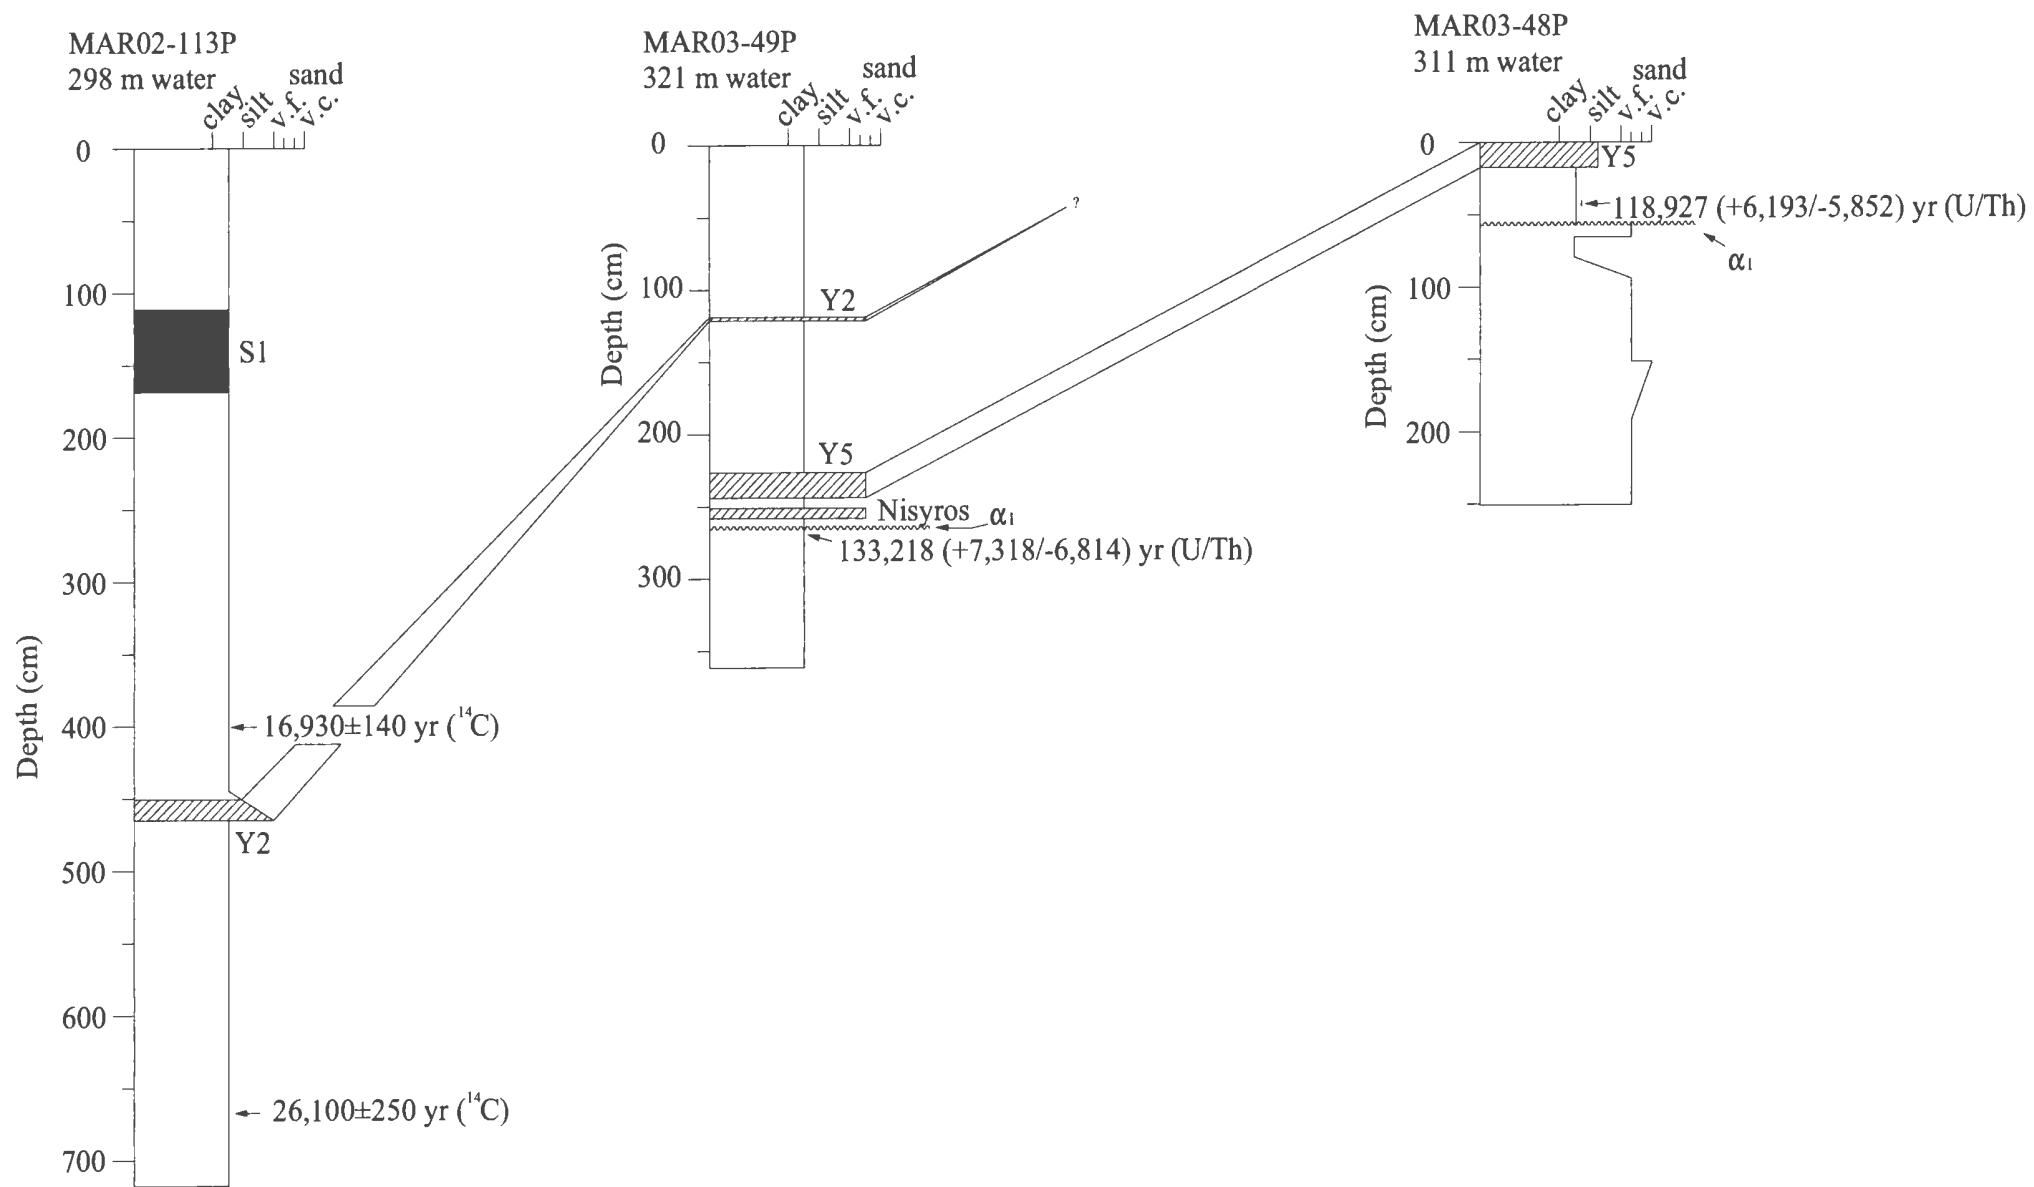 MAR02-113P
298 m water
clay
silt
sand
v.f.
v.c.
0
100
S1
200
300
Depth (cm)
400
16,930±140 yr (¹⁴C)
Y2
500
600
26,100±250 yr (¹⁴C)
700
MAR03-49P
321 m water
clay
silt
sand
v.f.
v.c.
0
Depth (cm)
100
Y2
?
200
Y5
Nisyros
α₁
133,218 (+7,318/-6,814) yr (U/Th)
300
MAR03-48P
311 m water
clay
silt
sand
v.f.
v.c.
0
Y5
118,927 (+6,193/-5,852) yr (U/Th)
α₁
Depth (cm)
100
200